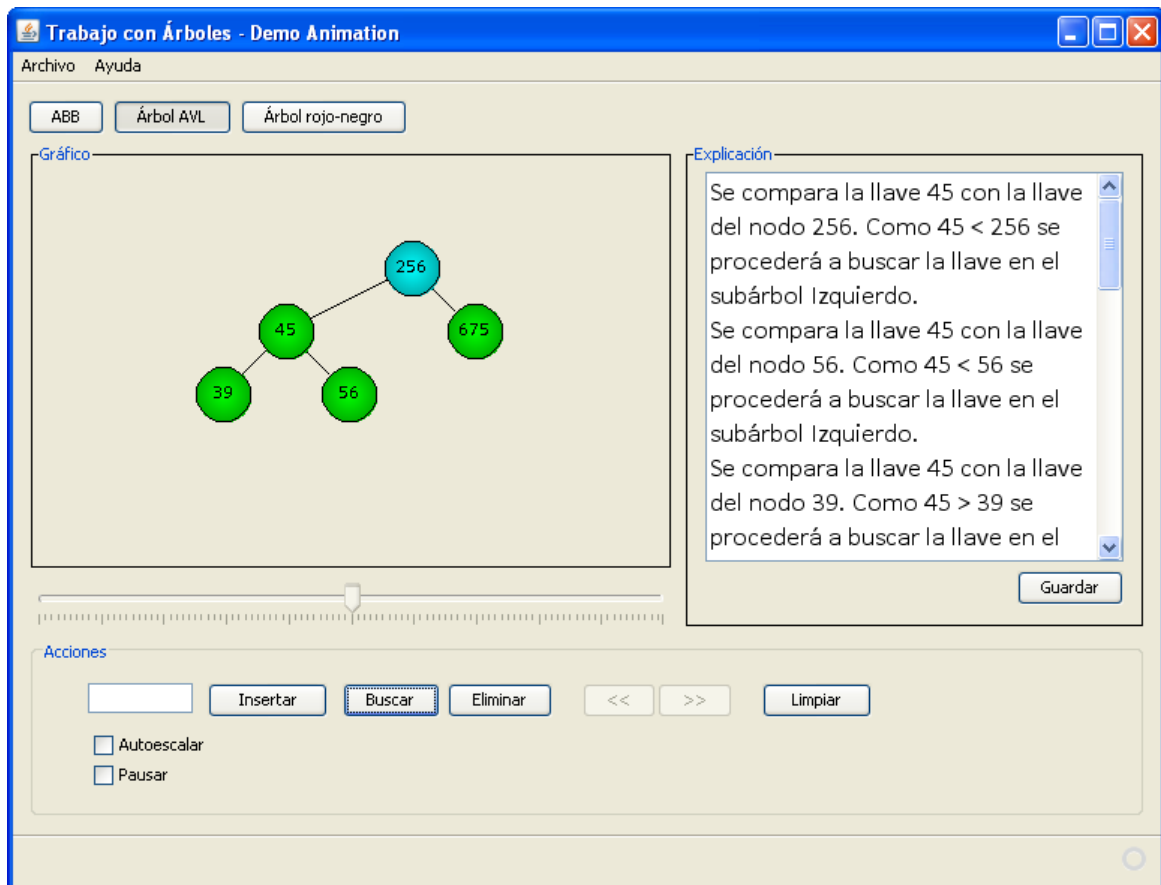 Trabajo con Árboles - Demo Animation
Archivo Ayuda
ABB Árbol AVL Árbol rojo-negro
Gráfico
256
45 675
39 56
Explicación
Se compara la llave 45 con la llave
del nodo 256. Como 45 < 256 se
procederá a buscar la llave en el
subárbol Izquierdo.
Se compara la llave 45 con la llave
del nodo 56. Como 45 < 56 se
procederá a buscar la llave en el
subárbol Izquierdo.
Se compara la llave 45 con la llave
del nodo 39. Como 45 > 39 se
procederá a buscar la llave en el
Guardar
Acciones
Insertar Buscar Eliminar << >> Limpiar
Autoescalar
Pausar